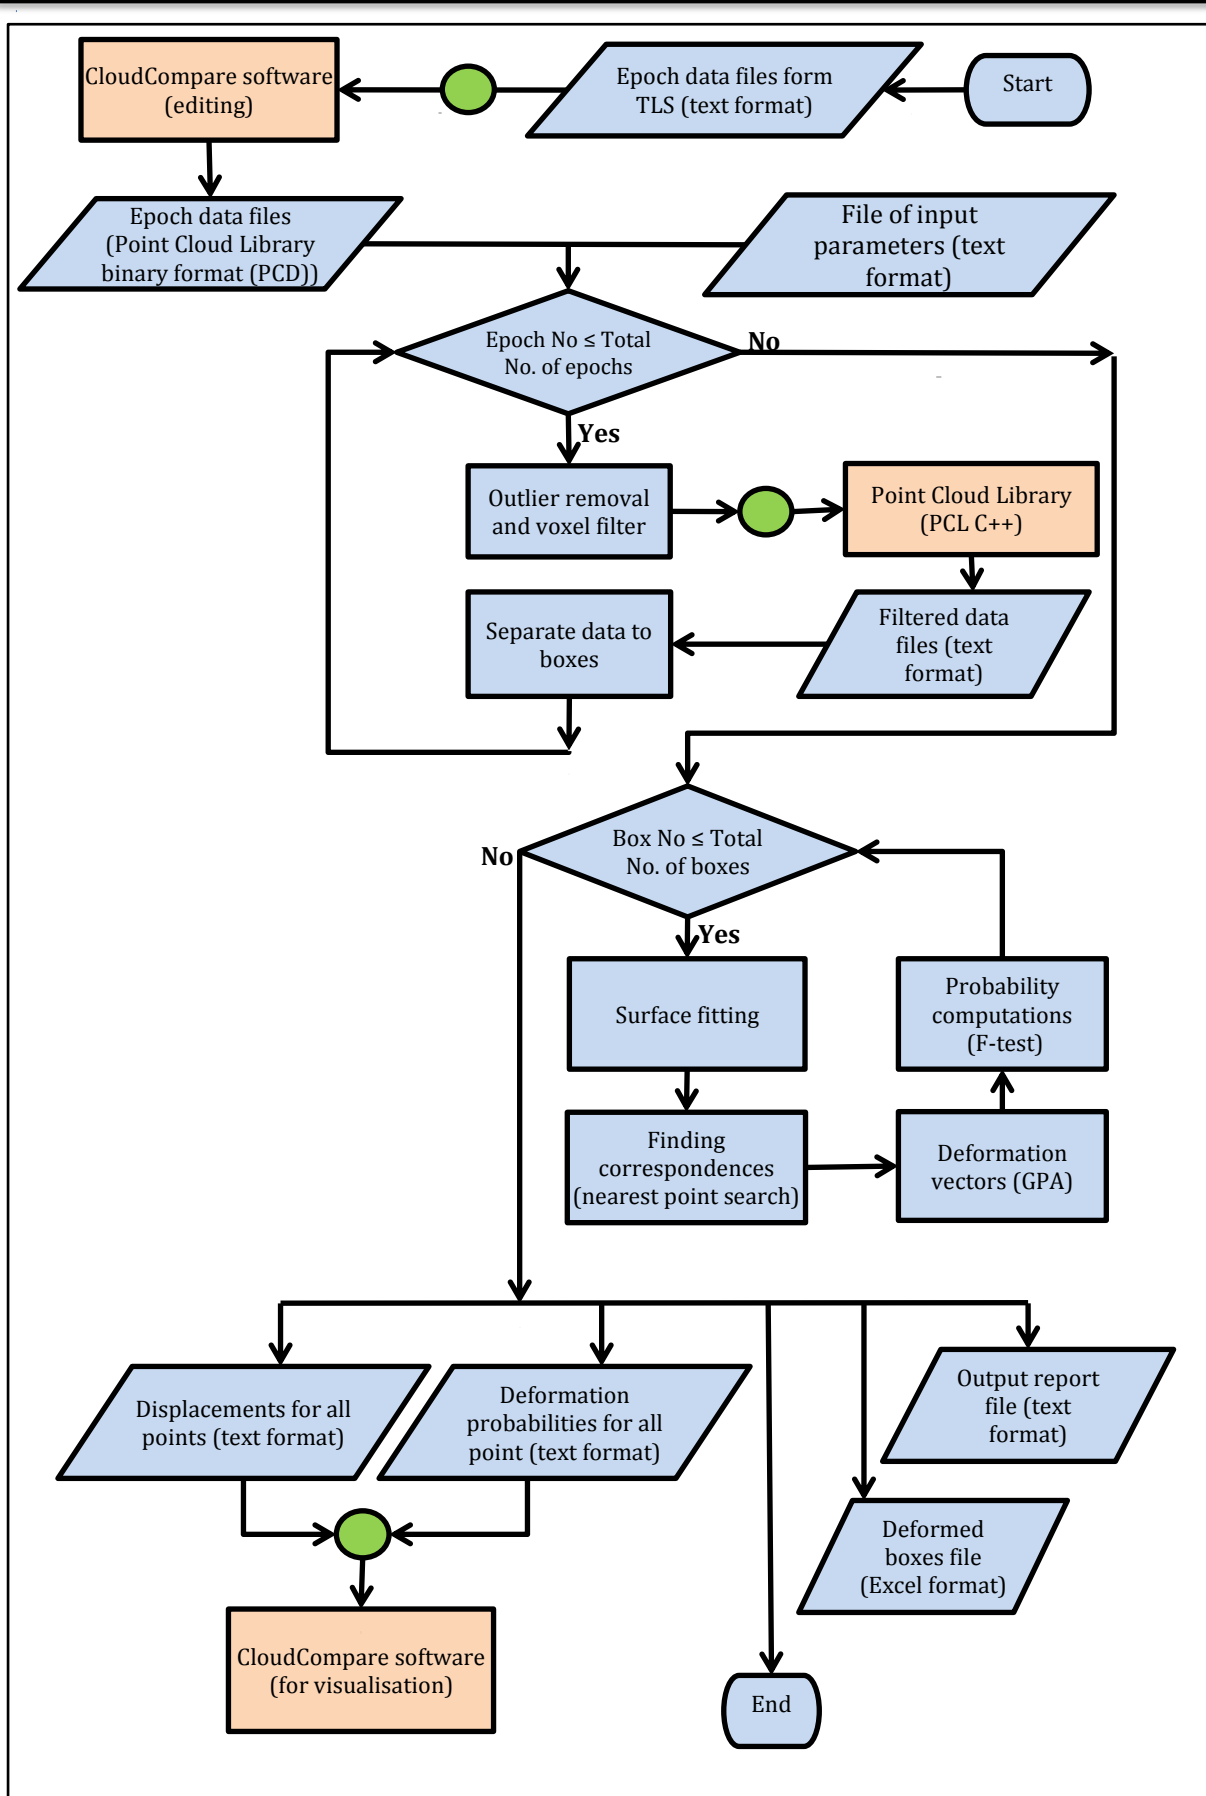 Start
Epoch data files form
TLS (text format)
CloudCompare software
(editing)
Epoch data files
(Point Cloud Library
binary format (PCD))
File of input
parameters (text
format)
Epoch No ≤ Total
No. of epochs
No
Yes
Outlier removal
and voxel filter
Point Cloud Library
(PCL C++)
Filtered data
files (text
format)
Separate data to
boxes
Box No ≤ Total
No. of boxes
No
Yes
Surface fitting
Finding
correspondences
(nearest point search)
Deformation
vectors (GPA)
Probability
computations
(F-test)
Displacements for all
points (text format)
Deformation
probabilities for all
point (text format)
Output report
file (text
format)
Deformed
boxes file
(Excel format)
CloudCompare software
(for visualisation)
End